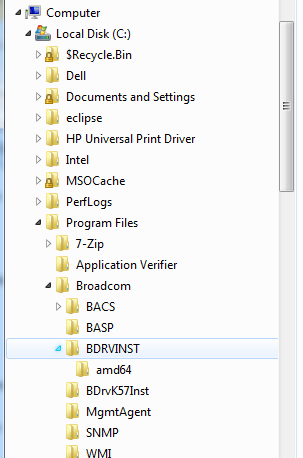 Computer
Local Disk (C:)
$Recycle.Bin
Dell
Documents and Settings
eclipse
HP Universal Print Driver
Intel
MSOCache
PerfLogs
Program Files
7-Zip
Application Verifier
Broadcom
BACS
BASP
BDRVINST
amd64
BDrvK57Inst
MgmtAgent
SNMP
WMI